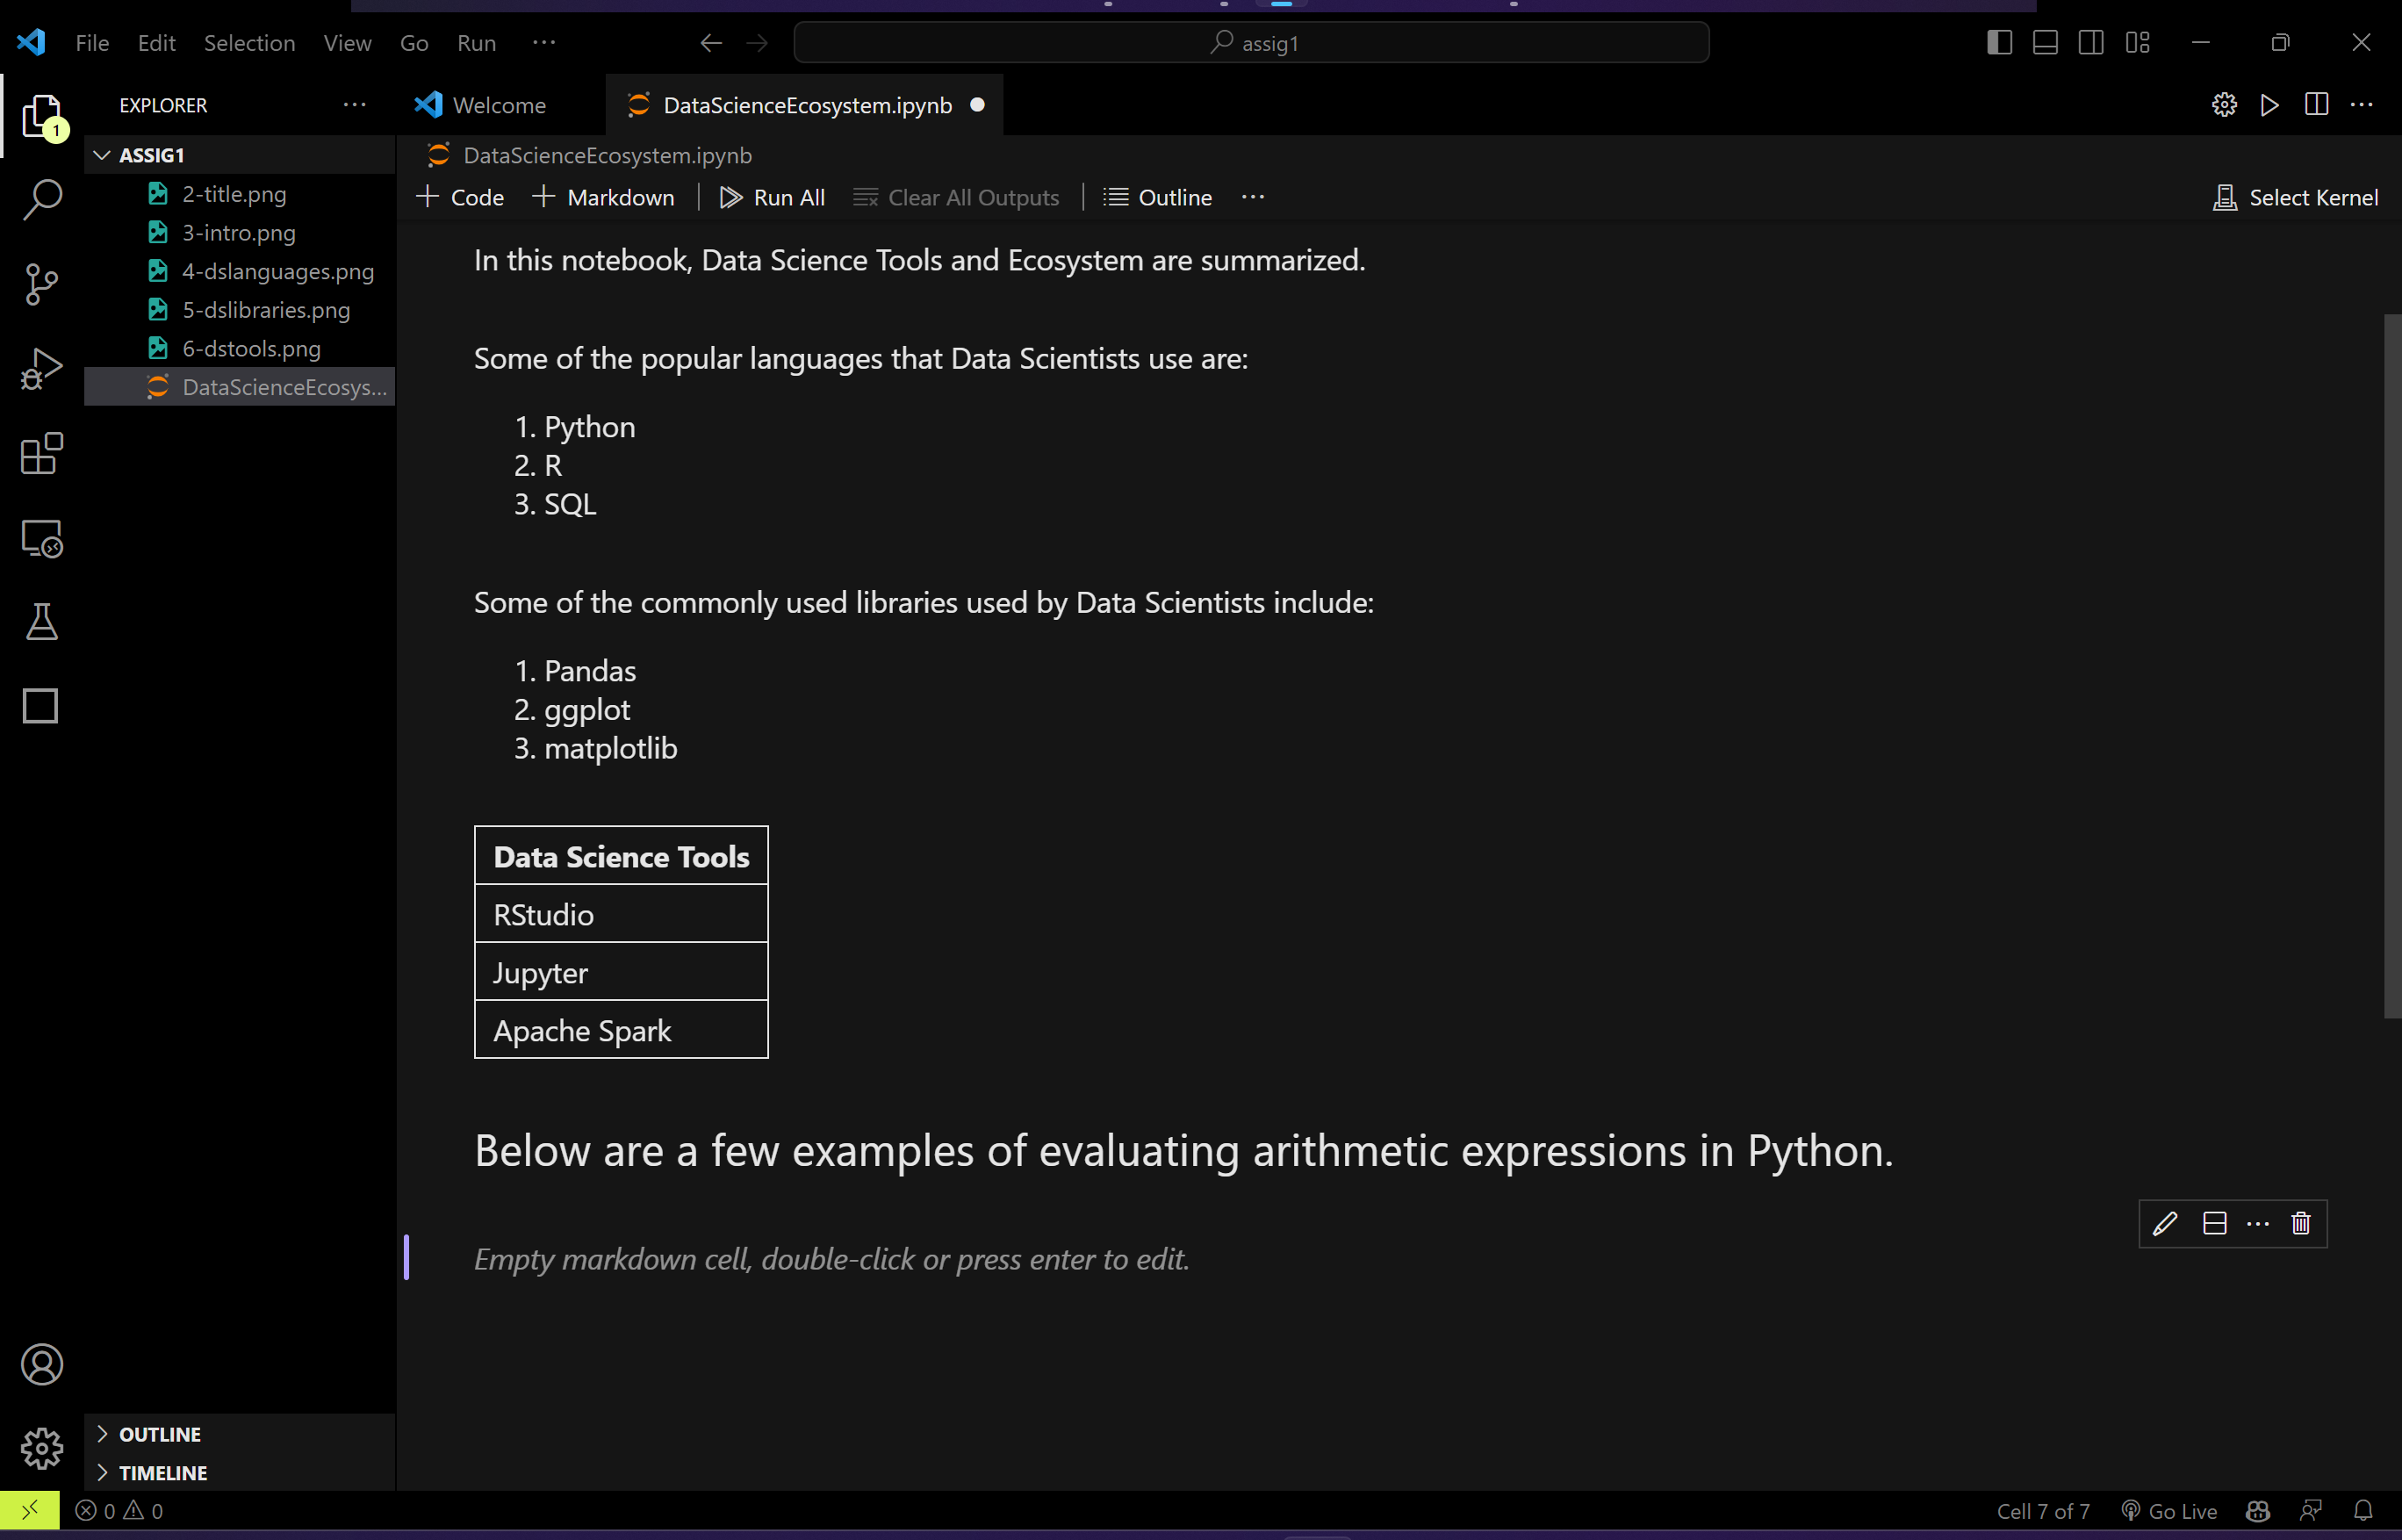 File Edit Selection View Go Run ···
assig1
EXPLORER ···
Welcome
DataScienceEcosystem.ipynb
1
ASSIG1
2-title.png
3-intro.png
4-dslanguages.png
5-dslibraries.png
6-dstools.png
DataScienceEcosys...
DataScienceEcosystem.ipynb
+ Code + Markdown Run All Clear All Outputs Outline ···
Select Kernel
In this notebook, Data Science Tools and Ecosystem are summarized.
Some of the popular languages that Data Scientists use are:
1. Python
2. R
3. SQL
Some of the commonly used libraries used by Data Scientists include:
1. Pandas
2. ggplot
3. matplotlib
Data Science Tools
RStudio
Jupyter
Apache Spark
Below are a few examples of evaluating arithmetic expressions in Python.
Empty markdown cell, double-click or press enter to edit.
OUTLINE
TIMELINE
0 0
Cell 7 of 7
Go Live